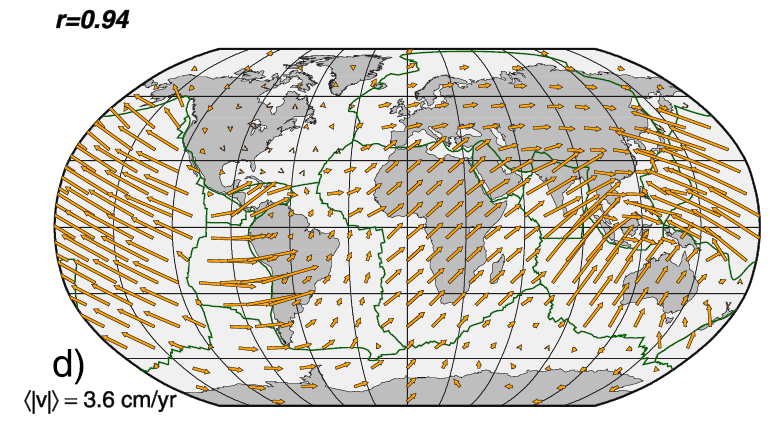 r=0.94
d)
⟨|v|⟩ = 3.6 cm/yr